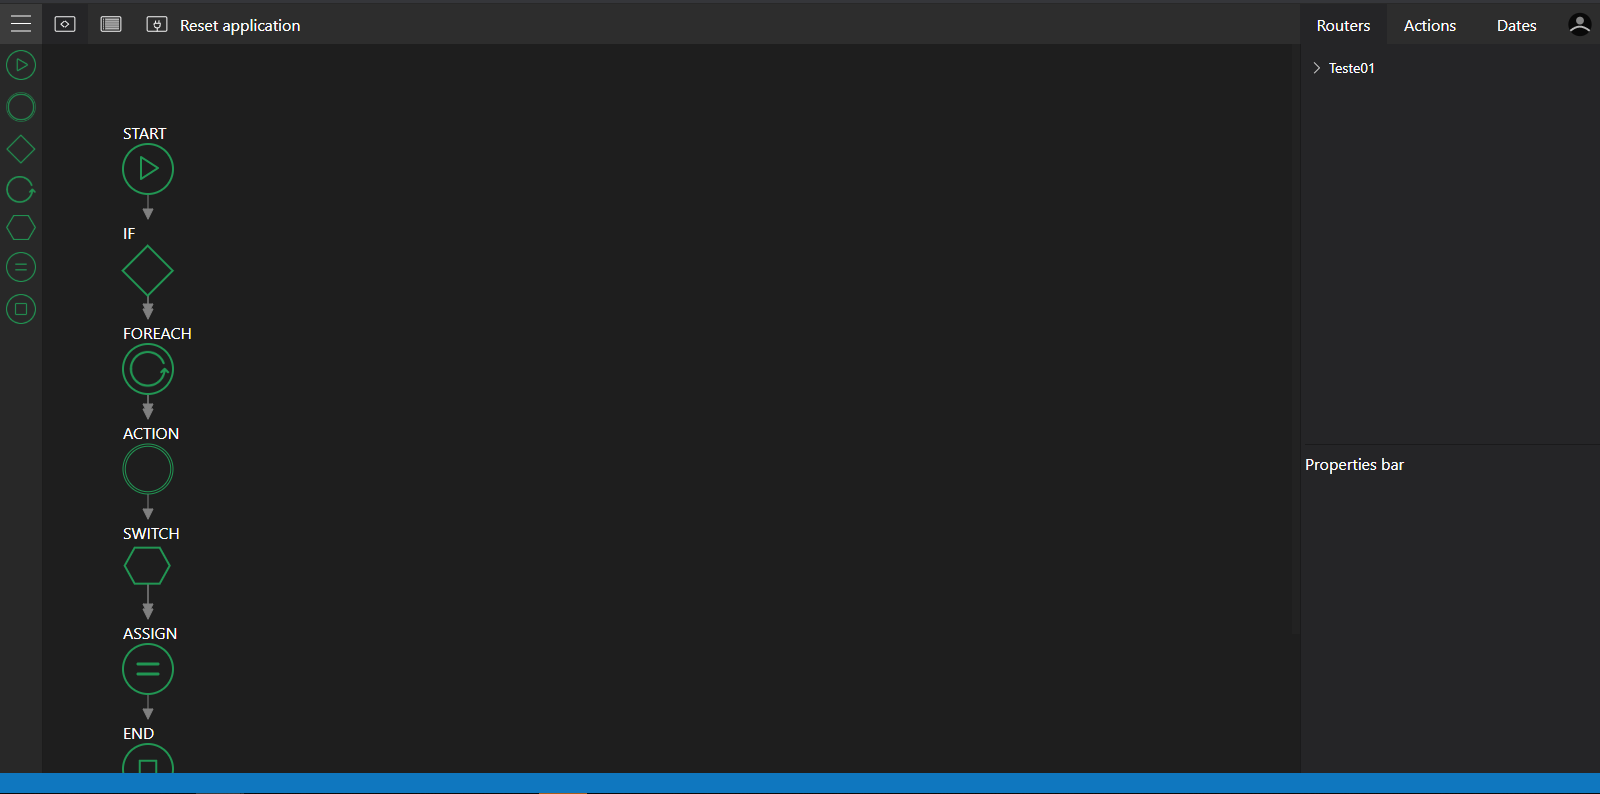 Reset application
Routers Actions Dates
Teste01
START
IF
FOREACH
ACTION
SWITCH
ASSIGN
END
Properties bar